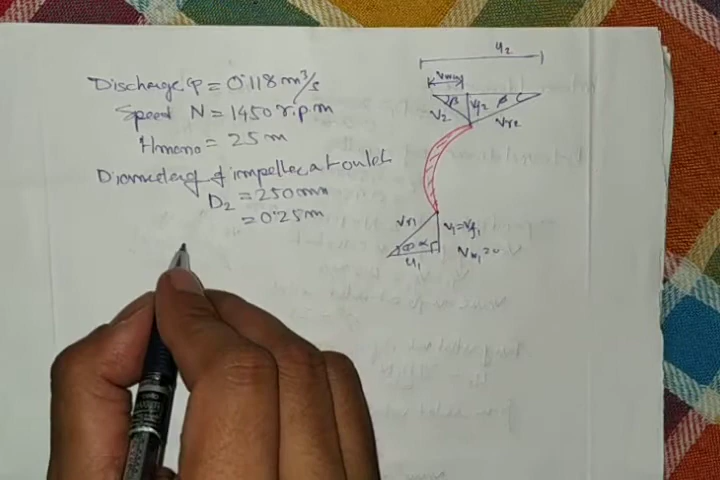 Discharge Q = 0.118 m³/s
Speed N = 1450 r.p.m
Hmano = 25 m
Diameter of impeller at outlet
D₂ = 250 mm
= 0.25 m
u₂
Vw₂
β
Vf₂
φ
V₂
Vr₂
Vr₁
V₁ = Vf₁
α
Vw₁ = 0
u₁